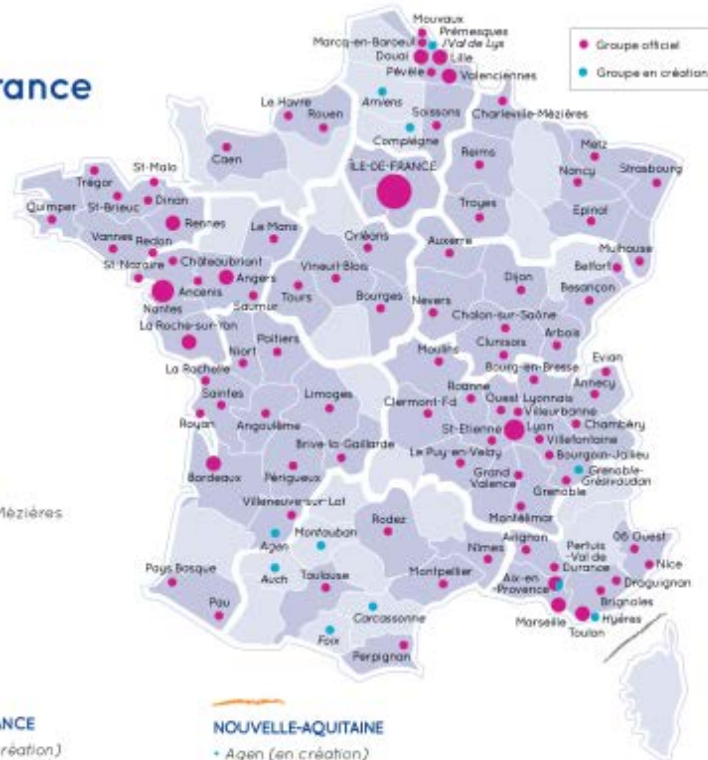 rance
Groupe officiel
Groupe en création
Mouvaux
Prémesques
/Val de Lys
Marcq-en-Baroeul
Douai
Lille
Pévèle
Valenciennes
Amiens
Soissons
Charleville-Mézières
Compiègne
Le Havre
Rouen
Caen
ÎLE-DE-FRANCE
Reims
Metz
Nancy
Strasbourg
Troyes
Epinal
St-Malo
Trégor
St-Brieuc
Dinan
Quimper
Rennes
Vannes
Redon
Le Mans
Orléans
Auxerre
Mulhouse
Belfort
St-Nazaire
Châteaubriant
Angers
Vineuil-Blois
Dijon
Besançon
Ancenis
Saumur
Tours
Bourges
Nevers
Nantes
Chalon-sur-Saône
La Roche-sur-Yon
Clunisois
Arbois
Poitiers
Niort
Moulins
Bourg-en-Bresse
Evian
La Rochelle
Roanne
Annecy
Saintes
Limoges
Clermont-Fd
Ouest Lyonnais
Villeurbanne
Royan
Angoulême
St-Etienne
Lyon
Chambéry
Villefontaine
Brive-la-Gaillarde
Le Puy-en-Velay
Bourgoin-Jallieu
Bordeaux
Périgueux
Grand
Valence
Grenoble-
Grésivaudan
Grenoble
Villeneuve-sur-Lot
Montélimar
Mézières
Agen
Montauban
Rodez
Avignon
Pertuis
-Val de
Durance
06 Ouest
Nîmes
Nice
Pays Basque
Auch
Toulouse
Montpellier
Aix-en
-Provence
Draguignan
Brignoles
Pau
Carcassonne
Marseille
Toulon
Hyères
Foix
Perpignan
ANCE
réation)
NOUVELLE-AQUITAINE
• Agen (en création)